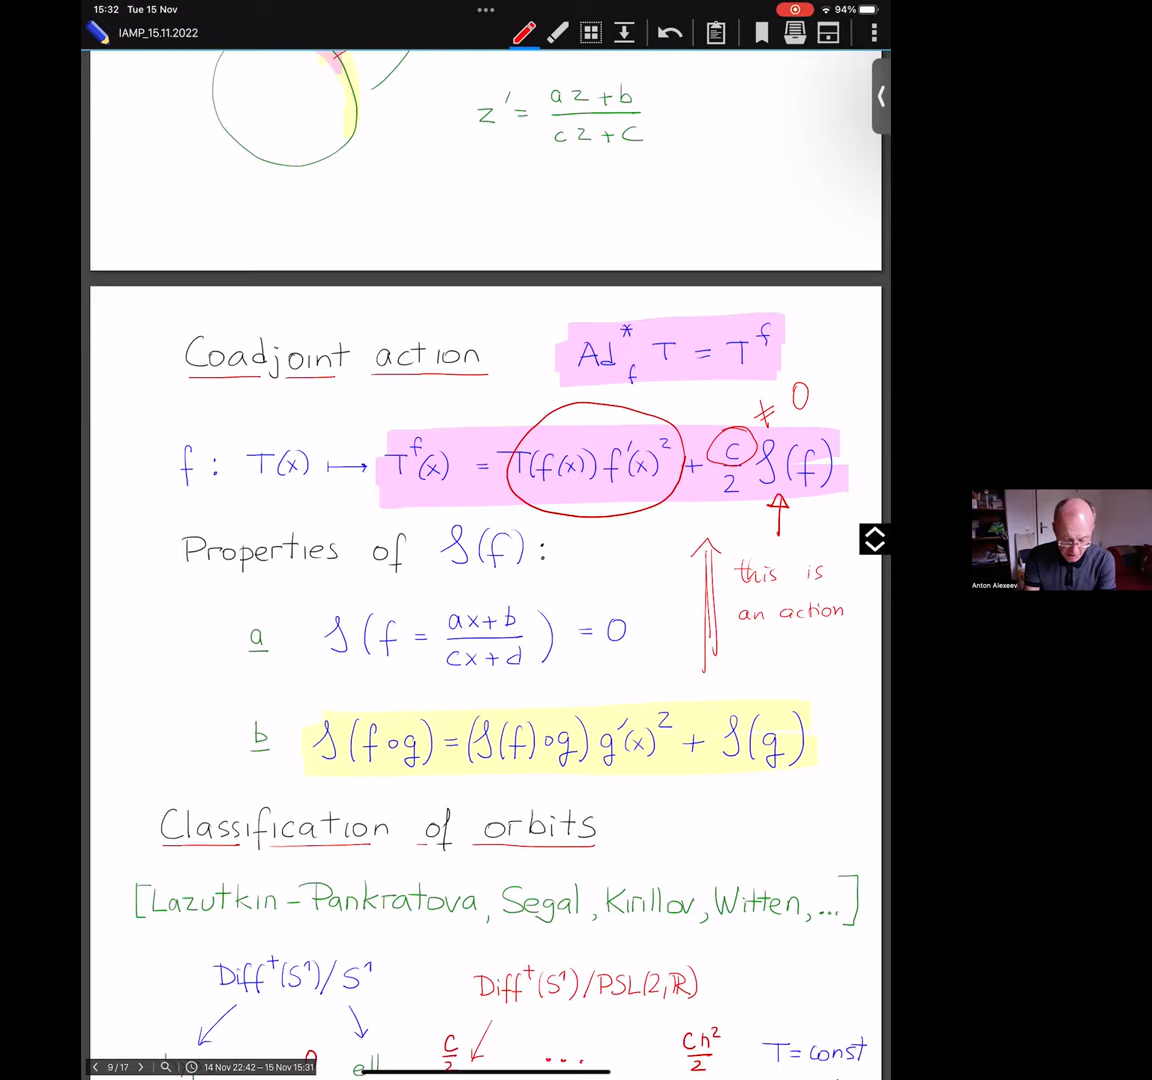 15:32 Tue 15 Nov
94%
IAMP_15.11.2022
z' = (az + b)/(cz + c)
Coadjoint action
Ad*_f T = T^f
≠ 0
f : T(x) ⟼ T^f(x) = T(f(x)) f'(x)² + c/2 S(f)
Properties of S(f) :
this is
an action
a S(f = (ax+b)/(cx+d)) = 0
b S(f∘g) = (S(f)∘g) g'(x)² + S(g)
Classification of orbits
[Lazutkin - Pankratova, Segal, Kirillov, Witten, ...]
Diff⁺(S¹)/S¹
Diff⁺(S¹)/PSL(2,ℝ)
0 ell c/2 ... cn²/2 T = const
9 / 17
14 Nov 22:42 – 15 Nov 15:31
Anton Alexeev